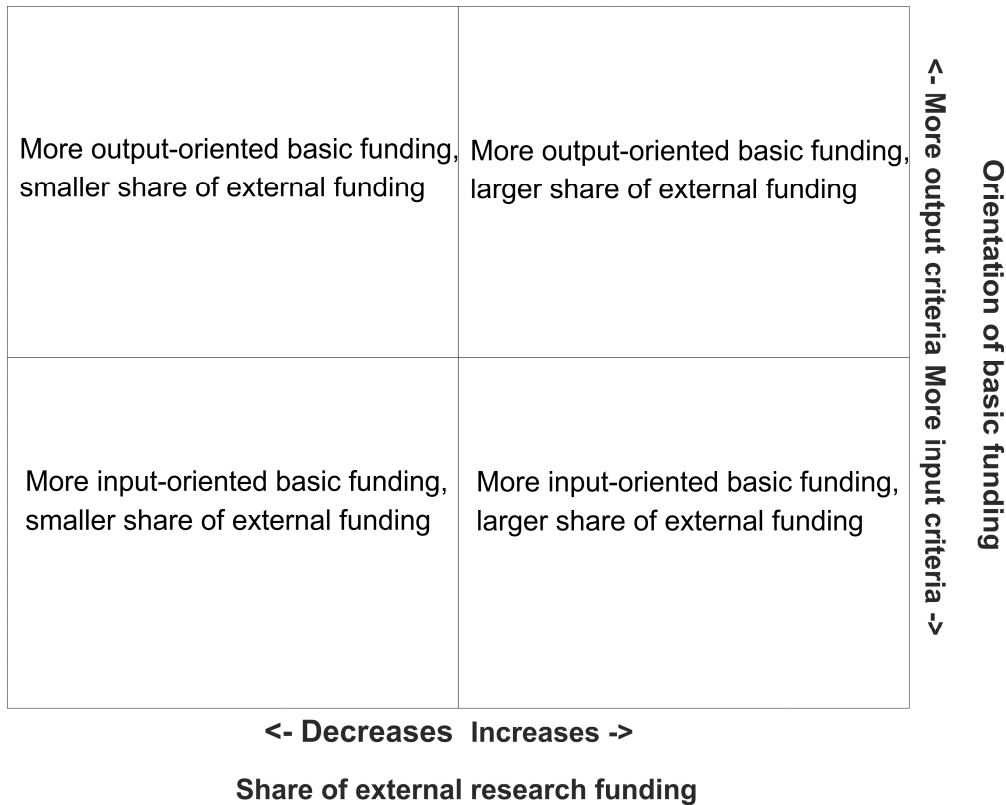 More output-oriented basic funding,
smaller share of external funding
More output-oriented basic funding,
larger share of external funding
More input-oriented basic funding,
smaller share of external funding
More input-oriented basic funding,
larger share of external funding
<- More output criteria More input criteria ->
Orientation of basic funding
<- Decreases Increases ->
Share of external research funding